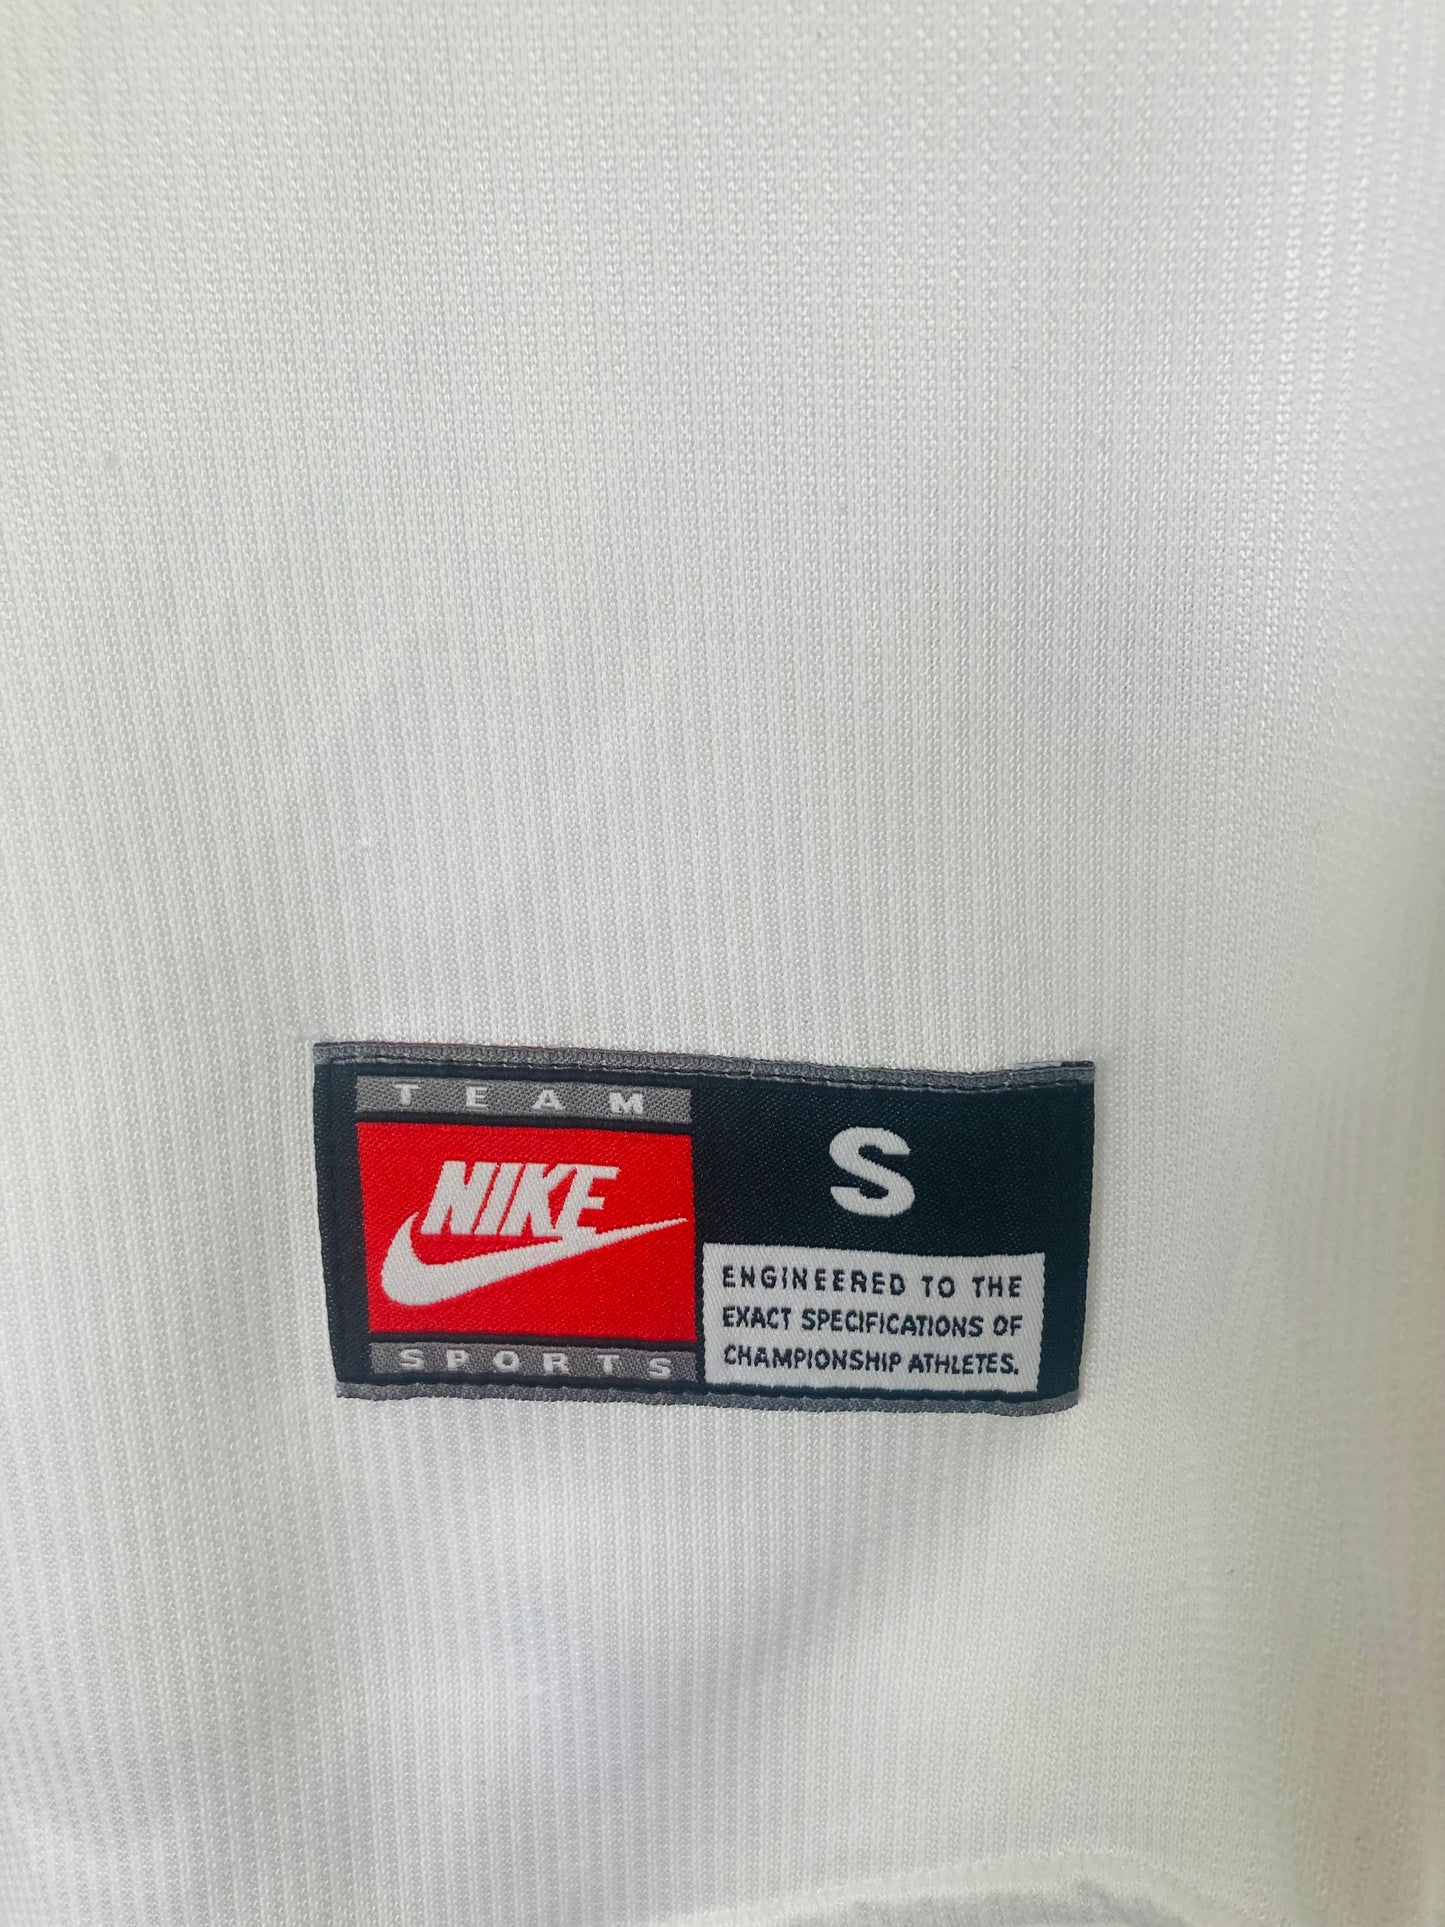 TEAM
NIKE
SPORTS
S
ENGINEERED TO THE
EXACT SPECIFICATIONS OF
CHAMPIONSHIP ATHLETES.